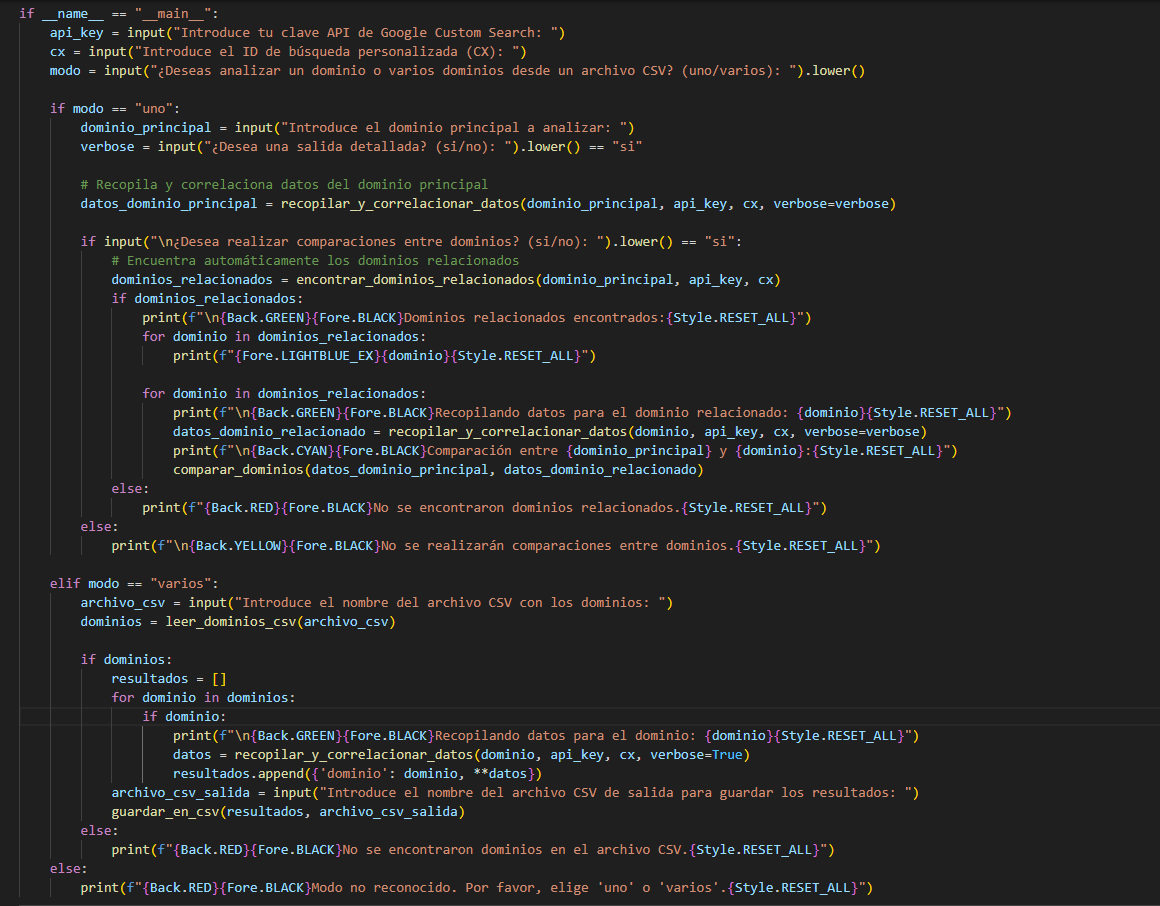 if __name__ == "__main__":
    api_key = input("Introduce tu clave API de Google Custom Search: ")
    cx = input("Introduce el ID de búsqueda personalizada (CX): ")
    modo = input("¿Deseas analizar un dominio o varios dominios desde un archivo CSV? (uno/varios): ").lower()

    if modo == "uno":
        dominio_principal = input("Introduce el dominio principal a analizar: ")
        verbose = input("¿Desea una salida detallada? (si/no): ").lower() == "si"

        # Recopila y correlaciona datos del dominio principal
        datos_dominio_principal = recopilar_y_correlacionar_datos(dominio_principal, api_key, cx, verbose=verbose)

        if input("\n¿Desea realizar comparaciones entre dominios? (si/no): ").lower() == "si":
            # Encuentra automáticamente los dominios relacionados
            dominios_relacionados = encontrar_dominios_relacionados(dominio_principal, api_key, cx)
            if dominios_relacionados:
                print(f"\n{Back.GREEN}{Fore.BLACK}Dominios relacionados encontrados:{Style.RESET_ALL}")
                for dominio in dominios_relacionados:
                    print(f"{Fore.LIGHTBLUE_EX}{dominio}{Style.RESET_ALL}")

                for dominio in dominios_relacionados:
                    print(f"\n{Back.GREEN}{Fore.BLACK}Recopilando datos para el dominio relacionado: {dominio}{Style.RESET_ALL}")
                    datos_dominio_relacionado = recopilar_y_correlacionar_datos(dominio, api_key, cx, verbose=verbose)
                    print(f"\n{Back.CYAN}{Fore.BLACK}Comparación entre {dominio_principal} y {dominio}:{Style.RESET_ALL}")
                    comparar_dominios(datos_dominio_principal, datos_dominio_relacionado)
            else:
                print(f"{Back.RED}{Fore.BLACK}No se encontraron dominios relacionados.{Style.RESET_ALL}")
        else:
            print(f"\n{Back.YELLOW}{Fore.BLACK}No se realizarán comparaciones entre dominios.{Style.RESET_ALL}")

    elif modo == "varios":
        archivo_csv = input("Introduce el nombre del archivo CSV con los dominios: ")
        dominios = leer_dominios_csv(archivo_csv)

        if dominios:
            resultados = []
            for dominio in dominios:
                if dominio:
                    print(f"\n{Back.GREEN}{Fore.BLACK}Recopilando datos para el dominio: {dominio}{Style.RESET_ALL}")
                    datos = recopilar_y_correlacionar_datos(dominio, api_key, cx, verbose=True)
                    resultados.append({'dominio': dominio, **datos})
            archivo_csv_salida = input("Introduce el nombre del archivo CSV de salida para guardar los resultados: ")
            guardar_en_csv(resultados, archivo_csv_salida)
        else:
            print(f"{Back.RED}{Fore.BLACK}No se encontraron dominios en el archivo CSV.{Style.RESET_ALL}")
    else:
        print(f"{Back.RED}{Fore.BLACK}Modo no reconocido. Por favor, elige 'uno' o 'varios'.{Style.RESET_ALL}")